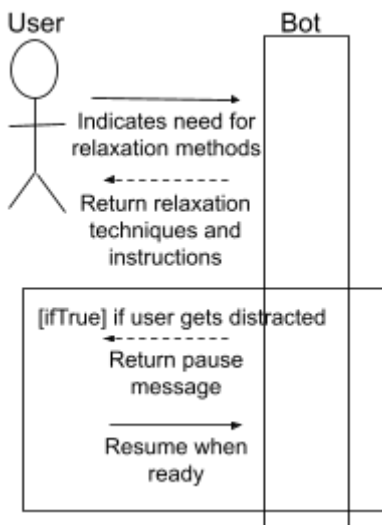 User
Bot
Indicates need for
relaxation methods
Return relaxation
techniques and
instructions
[ifTrue] if user gets distracted
Return pause
message
Resume when
ready